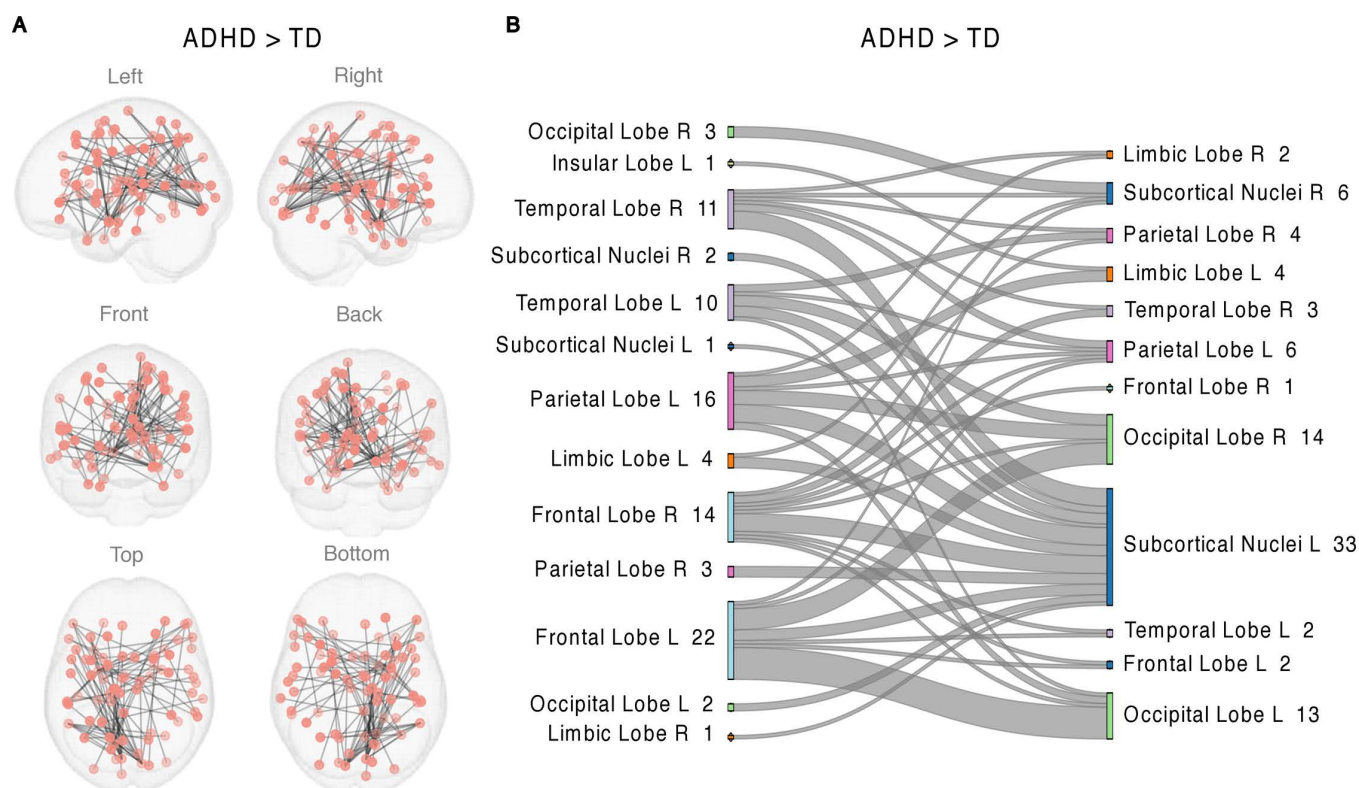 A
ADHD > TD
Left Right
Front Back
Top Bottom
B
ADHD > TD
Occipital Lobe R 3
Insular Lobe L 1
Temporal Lobe R 11
Subcortical Nuclei R 2
Temporal Lobe L 10
Subcortical Nuclei L 1
Parietal Lobe L 16
Limbic Lobe L 4
Frontal Lobe R 14
Parietal Lobe R 3
Frontal Lobe L 22
Occipital Lobe L 2
Limbic Lobe R 1
Limbic Lobe R 2
Subcortical Nuclei R 6
Parietal Lobe R 4
Limbic Lobe L 4
Temporal Lobe R 3
Parietal Lobe L 6
Frontal Lobe R 1
Occipital Lobe R 14
Subcortical Nuclei L 33
Temporal Lobe L 2
Frontal Lobe L 2
Occipital Lobe L 13